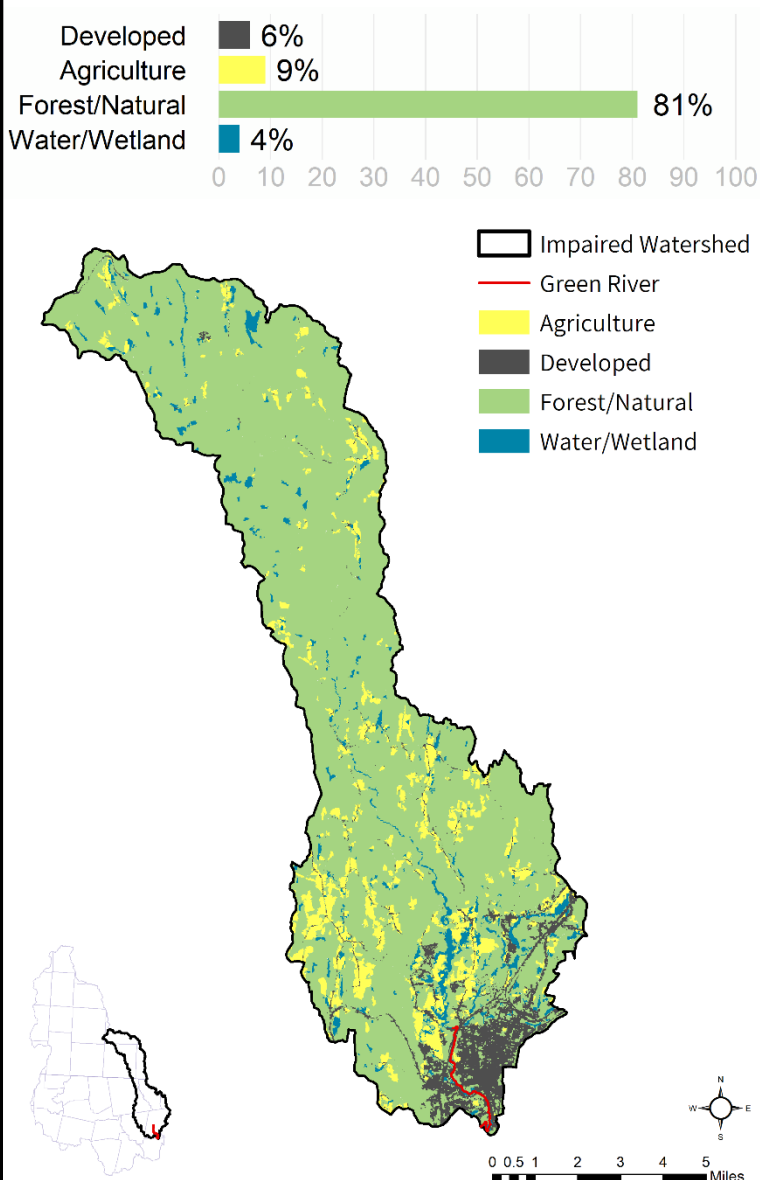 Developed 6%
Agriculture 9%
Forest/Natural 81%
Water/Wetland 4%
0 10 20 30 40 50 60 70 80 90 100
Impaired Watershed
Green River
Agriculture
Developed
Forest/Natural
Water/Wetland
N
W E
S
0 0.5 1 2 3 4 5
Miles